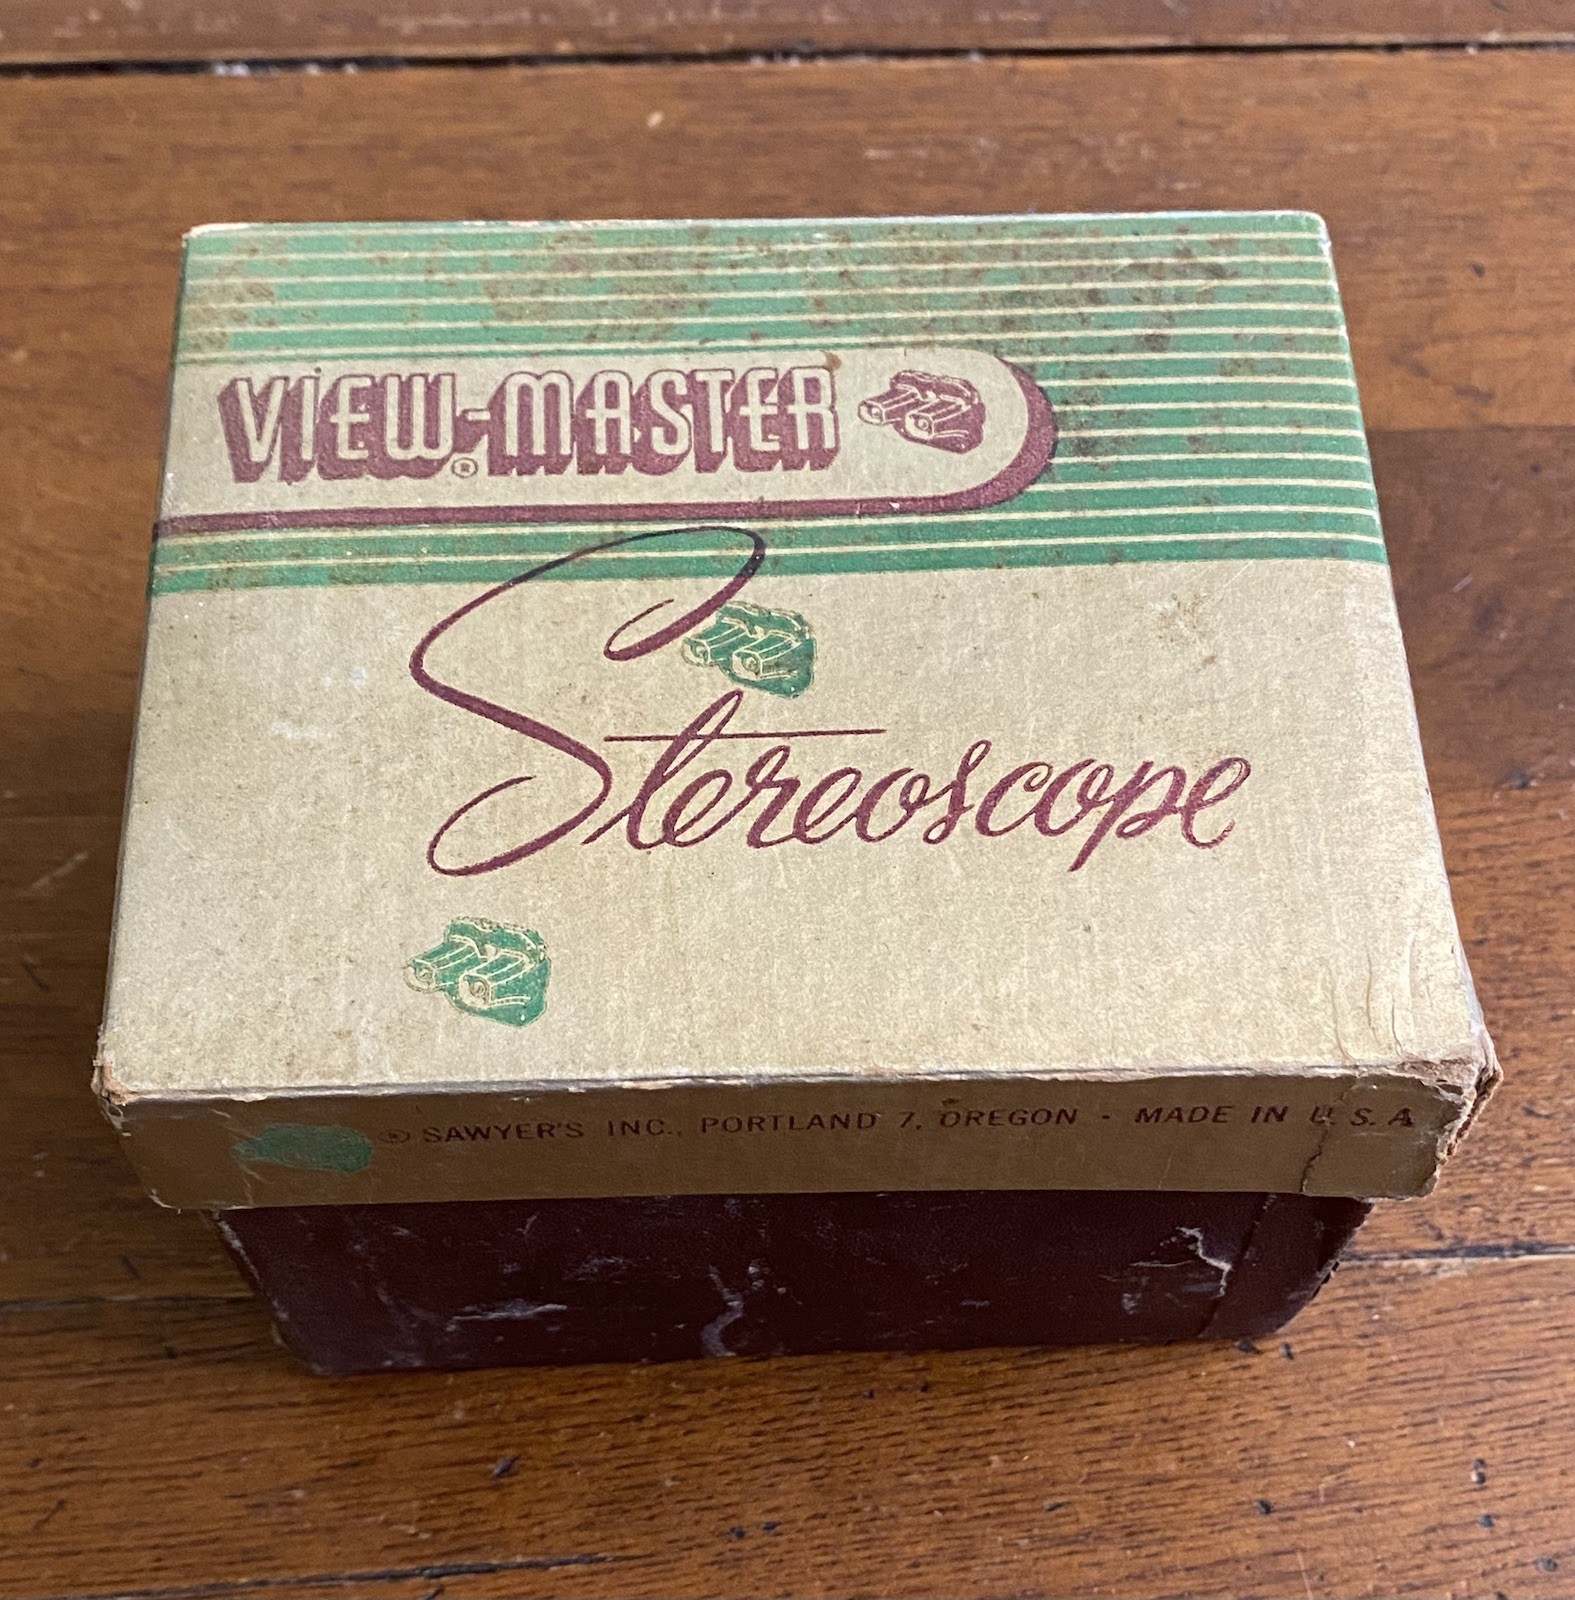 VIEW-MASTER
®
Stereoscope
® SAWYER'S INC., PORTLAND 7, OREGON · MADE IN U.S.A